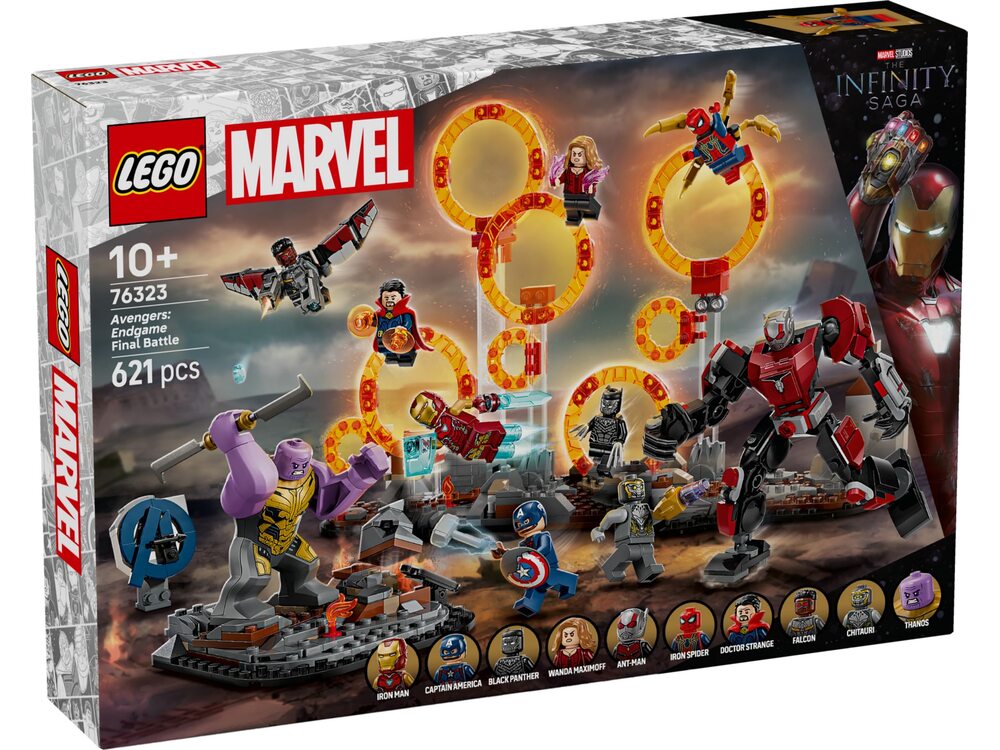 LEGO MARVEL
76323
MARVEL STUDIOS
THE
INFINITY
SAGA
LEGO MARVEL
10+
76323
Avengers:
Endgame
Final Battle
621 pcs
LEGO MARVEL
IRON MAN
CAPTAIN AMERICA
BLACK PANTHER
WANDA MAXIMOFF
ANT-MAN
IRON SPIDER
DOCTOR STRANGE
FALCON
CHITAURI
THANOS